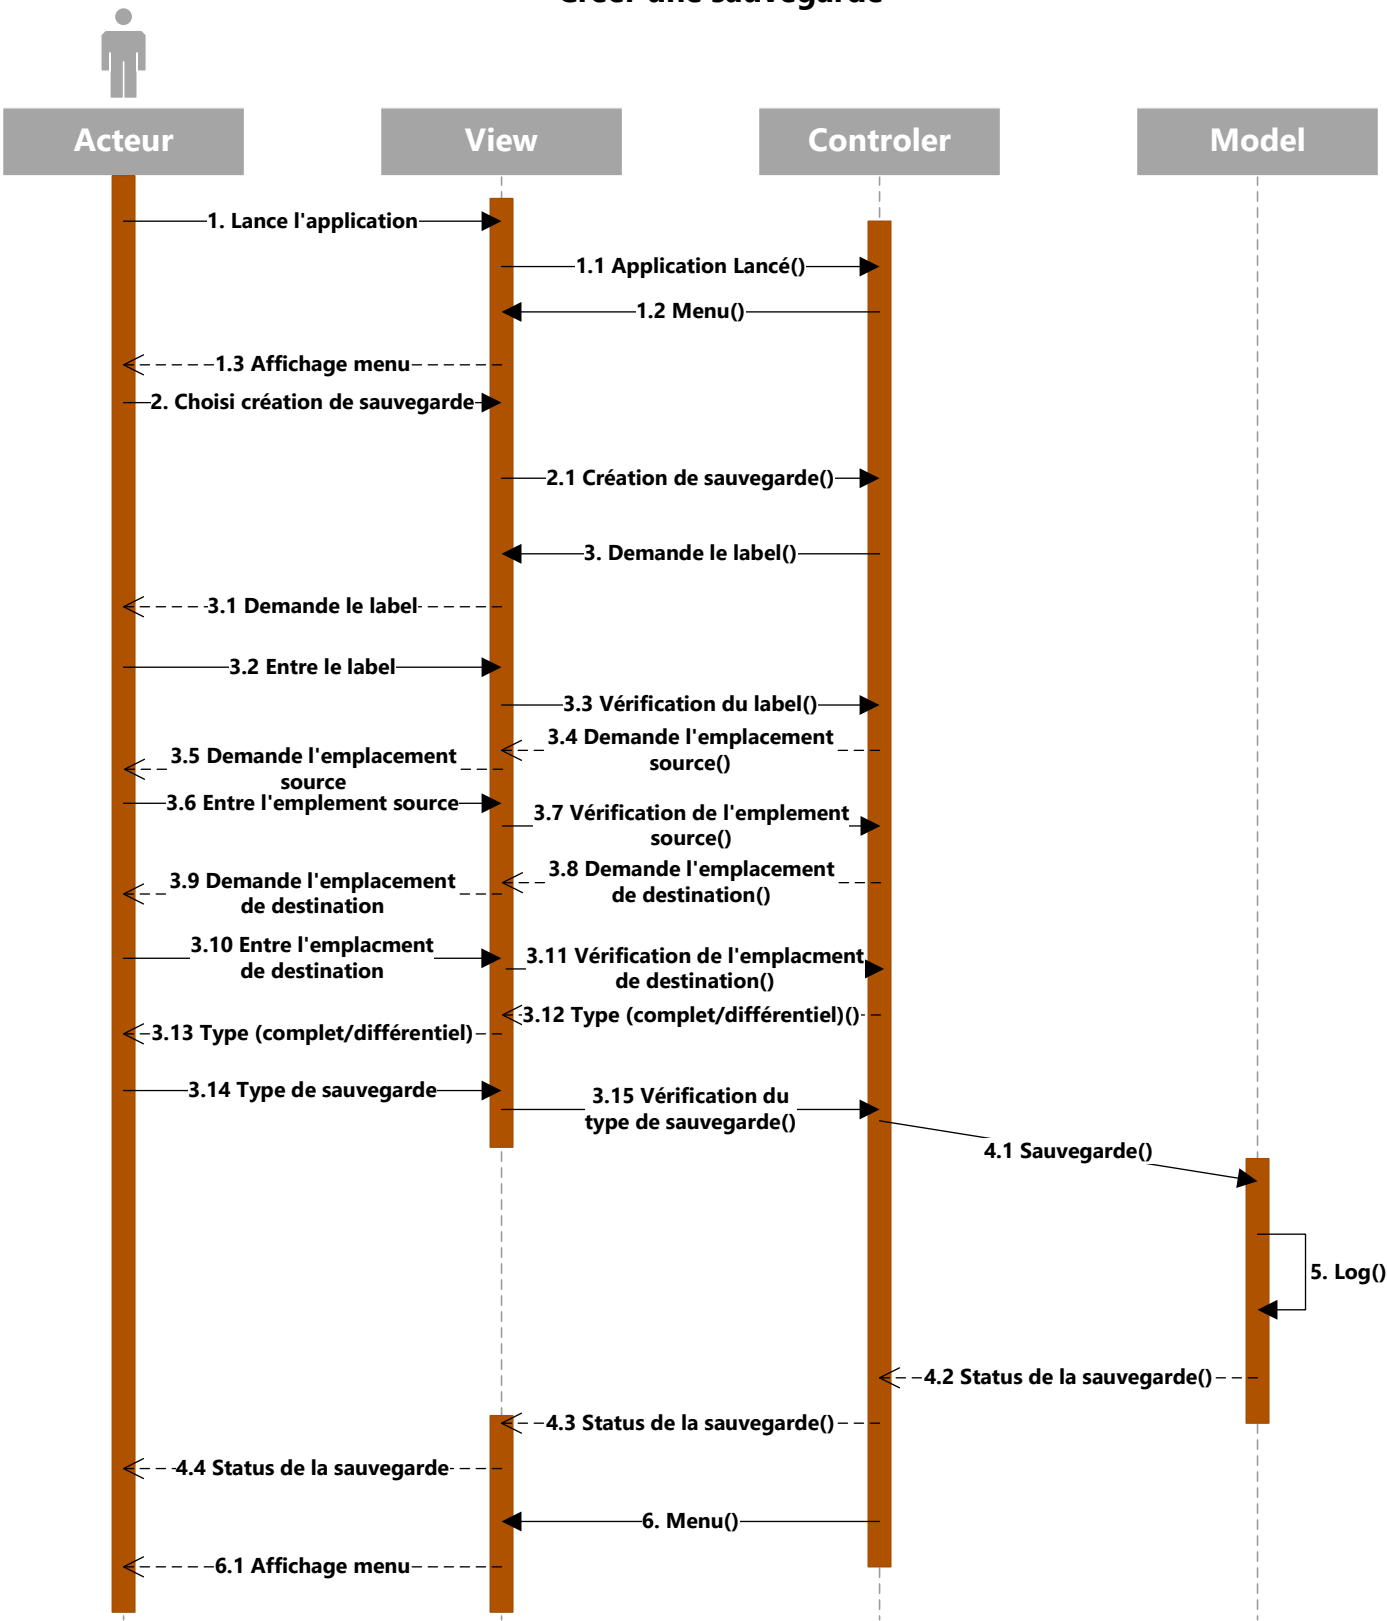 Créer une sauvegarde
Acteur
View
Controler
Model
1. Lance l'application
1.1 Application Lancé()
1.2 Menu()
1.3 Affichage menu
2. Choisi création de sauvegarde
2.1 Création de sauvegarde()
3. Demande le label()
3.1 Demande le label
3.2 Entre le label
3.3 Vérification du label()
3.4 Demande l'emplacement
source()
3.5 Demande l'emplacement
source
3.6 Entre l'emplement source
3.7 Vérification de l'emplement
source()
3.8 Demande l'emplacement
de destination()
3.9 Demande l'emplacement
de destination
3.10 Entre l'emplacment
de destination
3.11 Vérification de l'emplacment
de destination()
3.12 Type (complet/différentiel)()
3.13 Type (complet/différentiel)
3.14 Type de sauvegarde
3.15 Vérification du
type de sauvegarde()
4.1 Sauvegarde()
5. Log()
4.2 Status de la sauvegarde()
4.3 Status de la sauvegarde()
4.4 Status de la sauvegarde
6. Menu()
6.1 Affichage menu